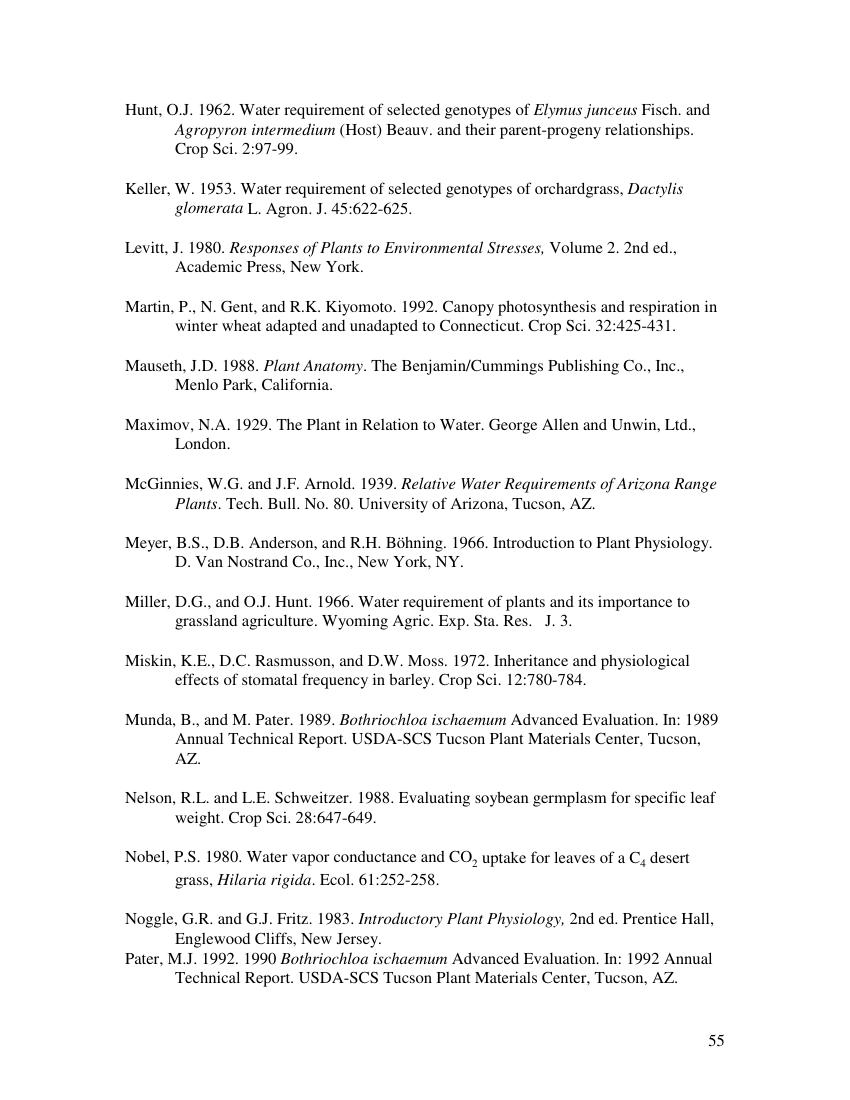 Hunt, O.J. 1962. Water requirement of selected genotypes of Elymus junceus Fisch. and
Agropyron intermedium (Host) Beauv. and their parent-progeny relationships.
Crop Sci. 2:97-99.
Keller, W. 1953. Water requirement of selected genotypes of orchardgrass, Dactylis
glomerata L. Agron. J. 45:622-625.
Levitt, J. 1980. Responses of Plants to Environmental Stresses, Volume 2. 2nd ed.,
Academic Press, New York.
Martin, P., N. Gent, and R.K. Kiyomoto. 1992. Canopy photosynthesis and respiration in
winter wheat adapted and unadapted to Connecticut. Crop Sci. 32:425-431.
Mauseth, J.D. 1988. Plant Anatomy. The Benjamin/Cummings Publishing Co., Inc.,
Menlo Park, California.
Maximov, N.A. 1929. The Plant in Relation to Water. George Allen and Unwin, Ltd.,
London.
McGinnies, W.G. and J.F. Arnold. 1939. Relative Water Requirements of Arizona Range
Plants. Tech. Bull. No. 80. University of Arizona, Tucson, AZ.
Meyer, B.S., D.B. Anderson, and R.H. Böhning. 1966. Introduction to Plant Physiology.
D. Van Nostrand Co., Inc., New York, NY.
Miller, D.G., and O.J. Hunt. 1966. Water requirement of plants and its importance to
grassland agriculture. Wyoming Agric. Exp. Sta. Res. J. 3.
Miskin, K.E., D.C. Rasmusson, and D.W. Moss. 1972. Inheritance and physiological
effects of stomatal frequency in barley. Crop Sci. 12:780-784.
Munda, B., and M. Pater. 1989. Bothriochloa ischaemum Advanced Evaluation. In: 1989
Annual Technical Report. USDA-SCS Tucson Plant Materials Center, Tucson,
AZ.
Nelson, R.L. and L.E. Schweitzer. 1988. Evaluating soybean germplasm for specific leaf
weight. Crop Sci. 28:647-649.
Nobel, P.S. 1980. Water vapor conductance and CO₂ uptake for leaves of a C₄ desert
grass, Hilaria rigida. Ecol. 61:252-258.
Noggle, G.R. and G.J. Fritz. 1983. Introductory Plant Physiology, 2nd ed. Prentice Hall,
Englewood Cliffs, New Jersey.
Pater, M.J. 1992. 1990 Bothriochloa ischaemum Advanced Evaluation. In: 1992 Annual
Technical Report. USDA-SCS Tucson Plant Materials Center, Tucson, AZ.
55